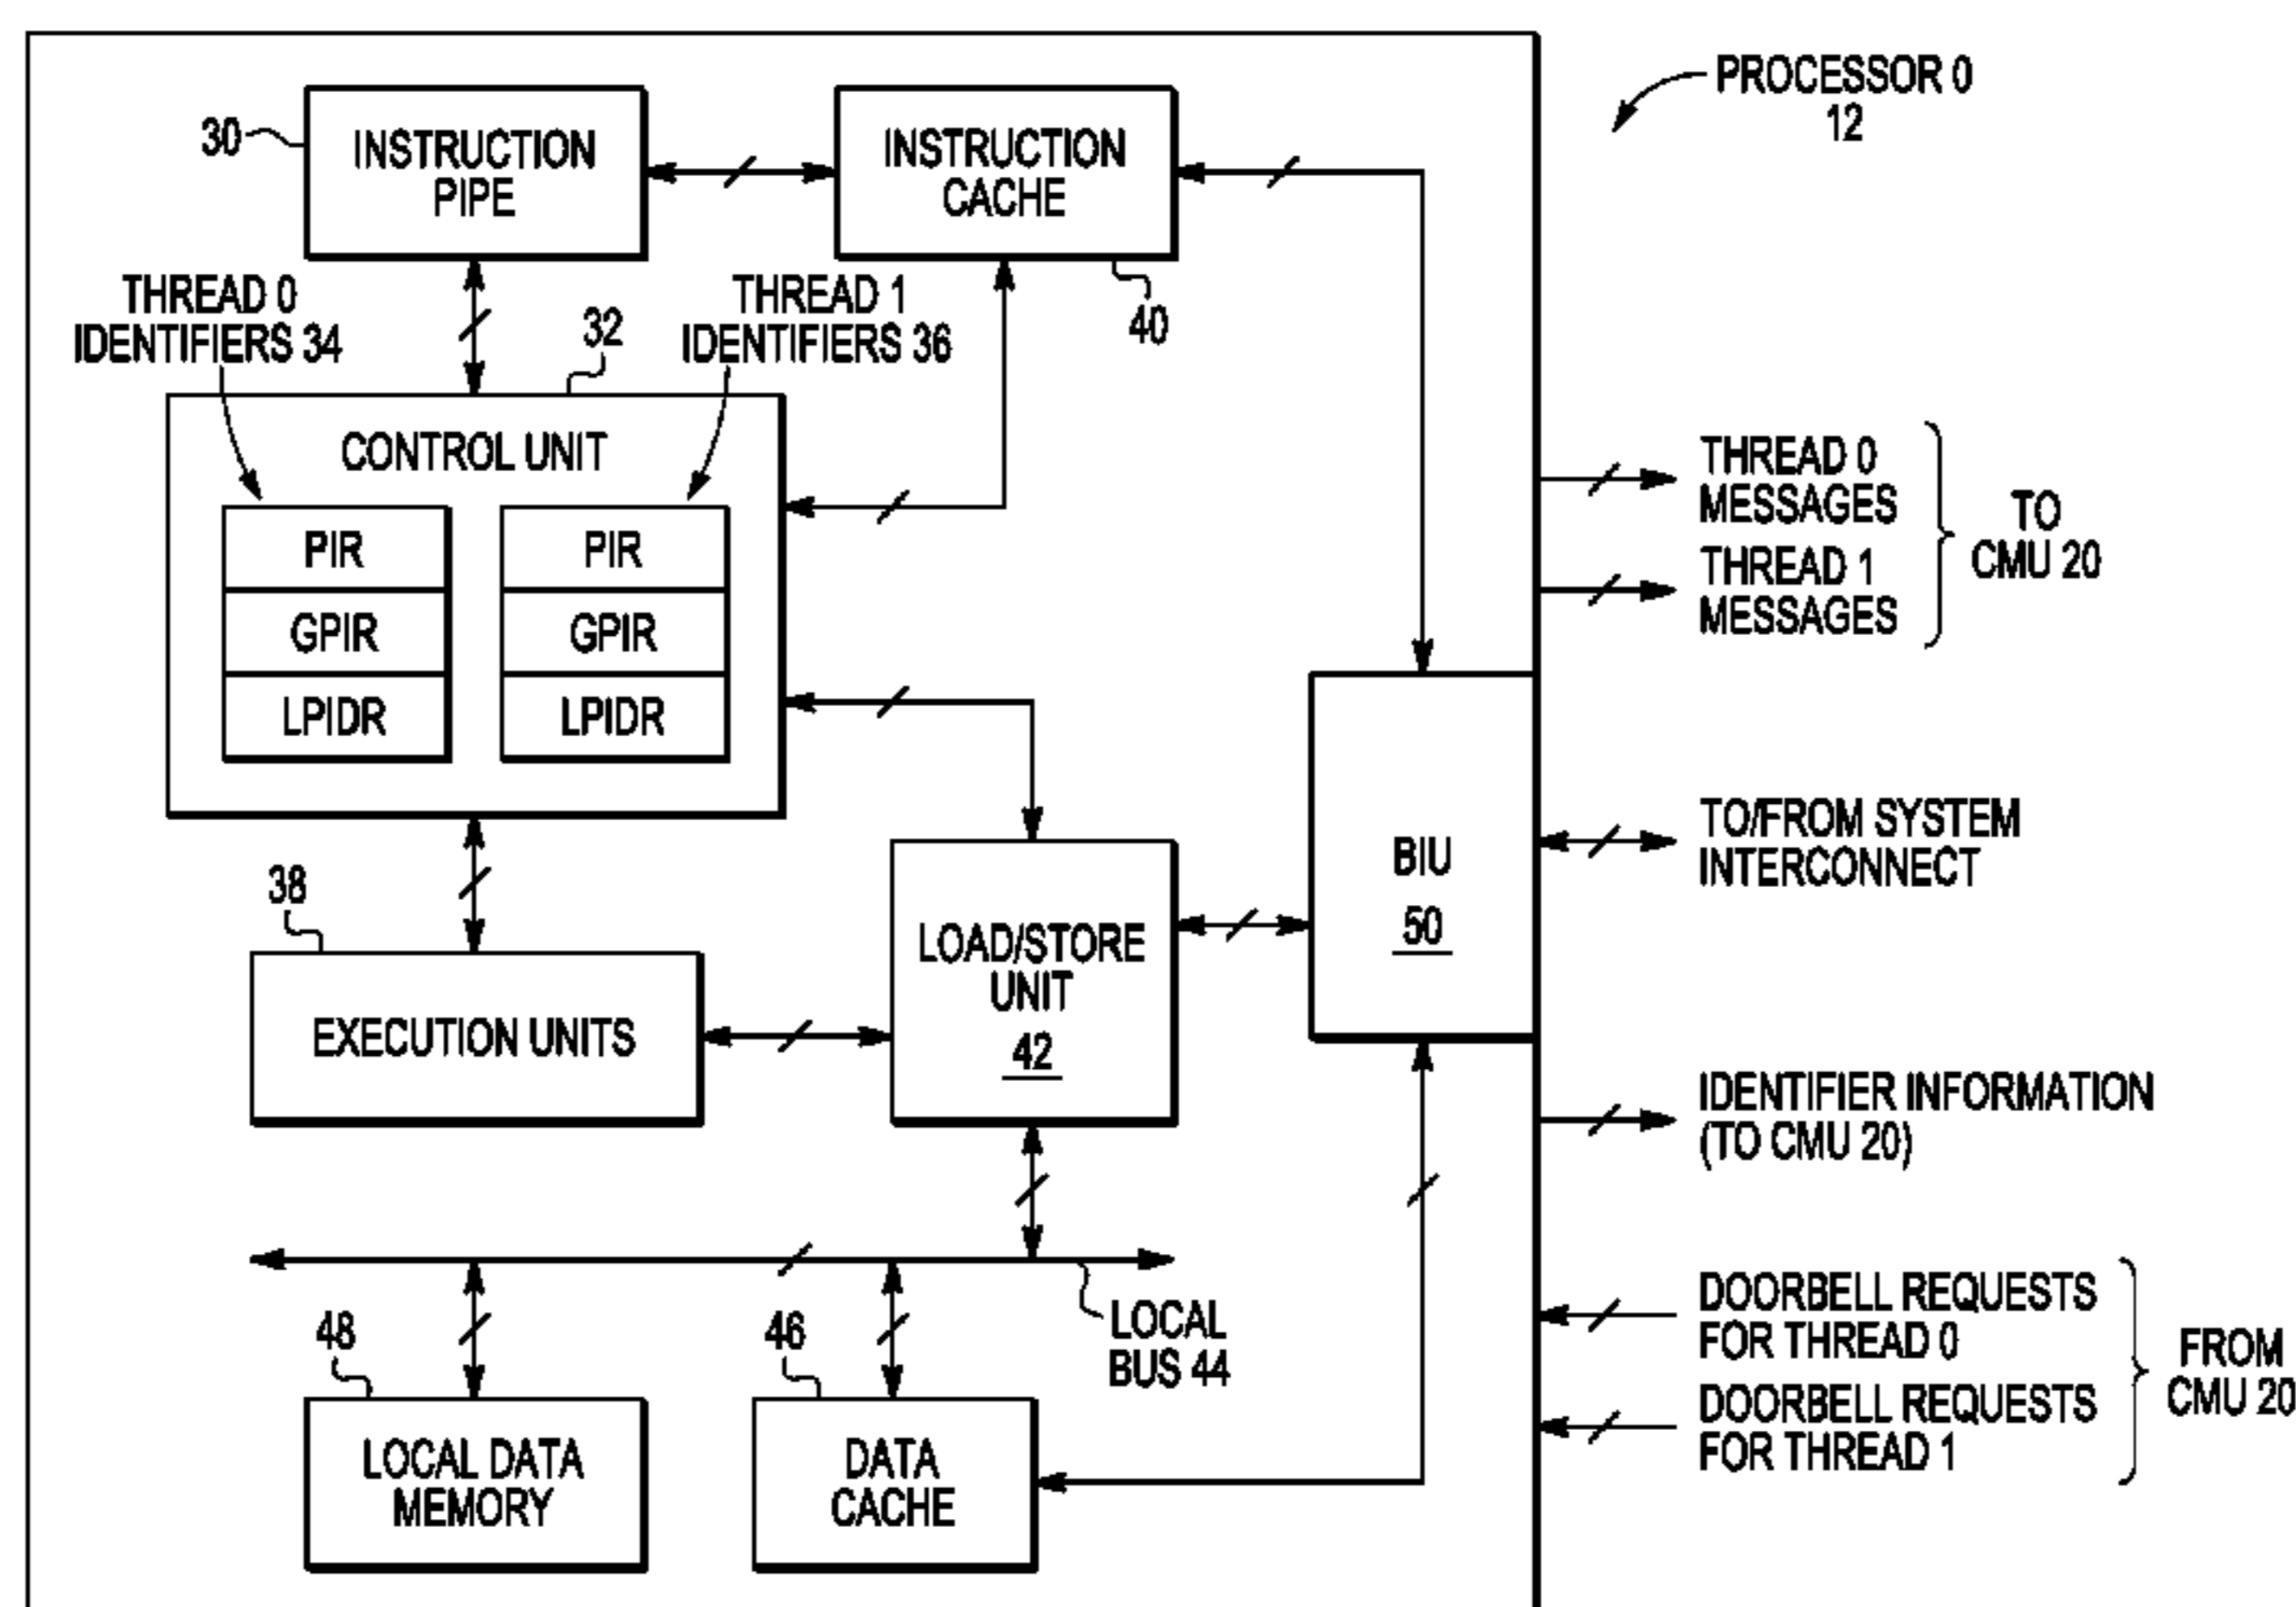 PROCESSOR 0
12
30
INSTRUCTION
PIPE
INSTRUCTION
CACHE
40
THREAD 0
IDENTIFIERS 34
32
THREAD 1
IDENTIFIERS 36
CONTROL UNIT
PIR
GPIR
LPIDR
PIR
GPIR
LPIDR
THREAD 0
MESSAGES
THREAD 1
MESSAGES
TO
CMU 20
BIU
50
TO/FROM SYSTEM
INTERCONNECT
38
EXECUTION UNITS
LOAD/STORE
UNIT
42
IDENTIFIER INFORMATION
(TO CMU 20)
LOCAL
BUS 44
48
LOCAL DATA
MEMORY
46
DATA
CACHE
DOORBELL REQUESTS
FOR THREAD 0
DOORBELL REQUESTS
FOR THREAD 1
FROM
CMU 20